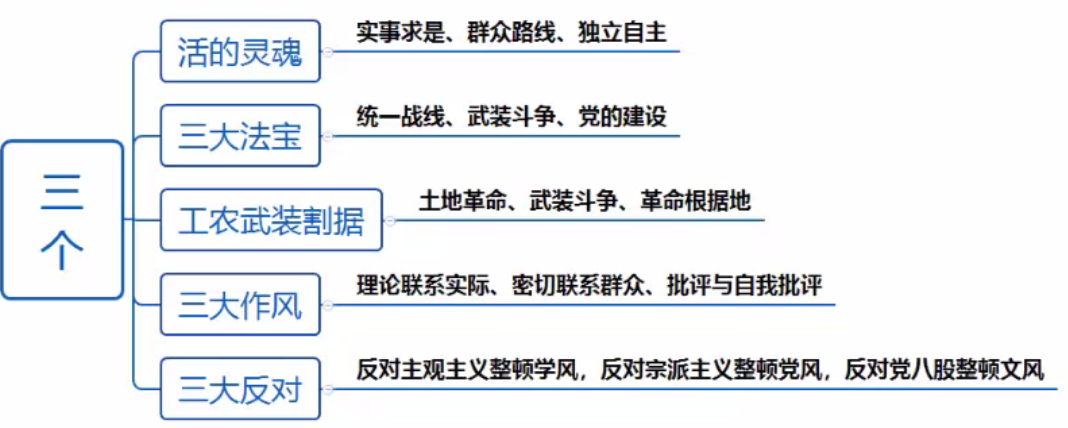 三
个
活的灵魂
实事求是、群众路线、独立自主
三大法宝
统一战线、武装斗争、党的建设
工农武装割据
土地革命、武装斗争、革命根据地
三大作风
理论联系实际、密切联系群众、批评与自我批评
三大反对
反对主观主义整顿学风，反对宗派主义整顿党风，反对党八股整顿文风